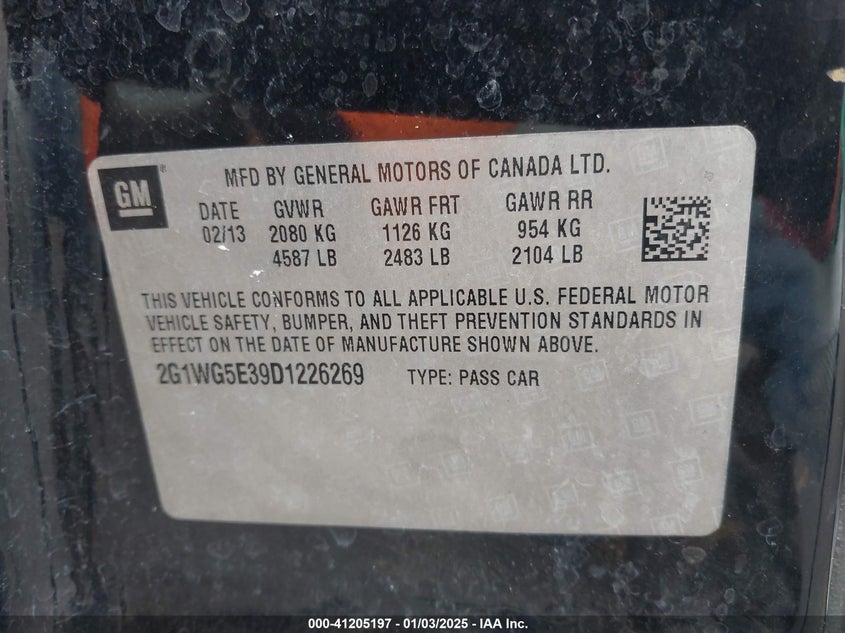 GM
®
MFD BY GENERAL MOTORS OF CANADA LTD.
DATE GVWR GAWR FRT GAWR RR
02/13 2080 KG 1126 KG 954 KG
4587 LB 2483 LB 2104 LB
THIS VEHICLE CONFORMS TO ALL APPLICABLE U.S. FEDERAL MOTOR
VEHICLE SAFETY, BUMPER, AND THEFT PREVENTION STANDARDS IN
EFFECT ON THE DATE OF MANUFACTURE SHOWN ABOVE.
2G1WG5E39D1226269 TYPE: PASS CAR
000-41205197 - 01/03/2025 - IAA Inc.